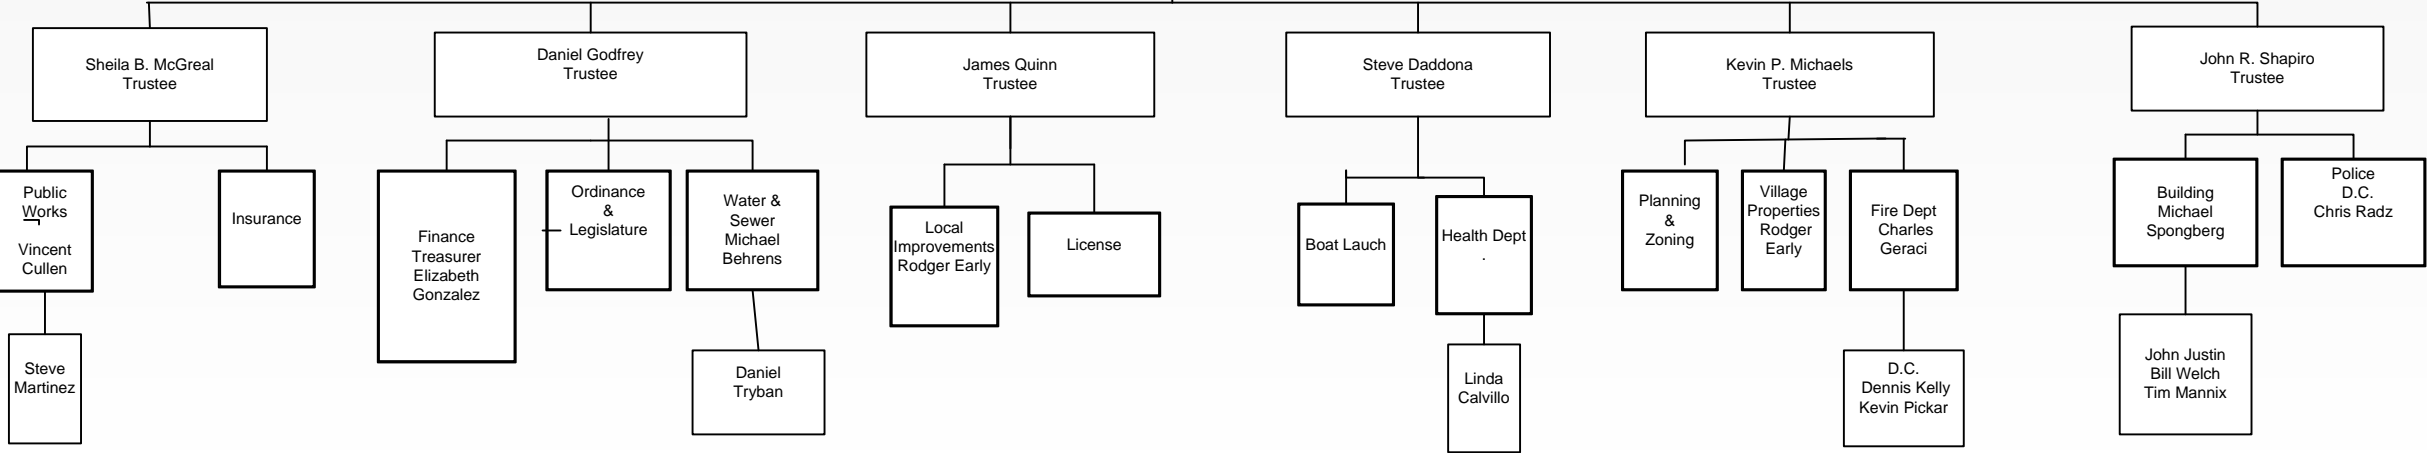 Sheila B. McGreal
Trustee
Daniel Godfrey
Trustee
James Quinn
Trustee
Steve Daddona
Trustee
Kevin P. Michaels
Trustee
John R. Shapiro
Trustee
Public
Works
Vincent
Cullen
Insurance
Finance
Treasurer
Elizabeth
Gonzalez
Ordinance
&
Legislature
Water &
Sewer
Michael
Behrens
Local
Improvements
Rodger Early
License
Boat Lauch
Health Dept
.
Planning
&
Zoning
Village
Properties
Rodger
Early
Fire Dept
Charles
Geraci
Building
Michael
Spongberg
Police
D.C.
Chris Radz
Steve
Martinez
Daniel
Tryban
Linda
Calvillo
D.C.
Dennis Kelly
Kevin Pickar
John Justin
Bill Welch
Tim Mannix